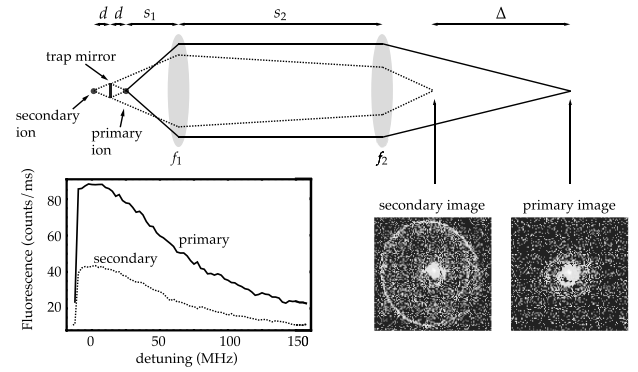 d d s1 s2 Δ
trap mirror
secondary
ion
primary
ion
f1
f2
secondary image
primary image
Fluorescence (counts/ms)
80
60
40
20
primary
secondary
0 50 100 150
detuning (MHz)